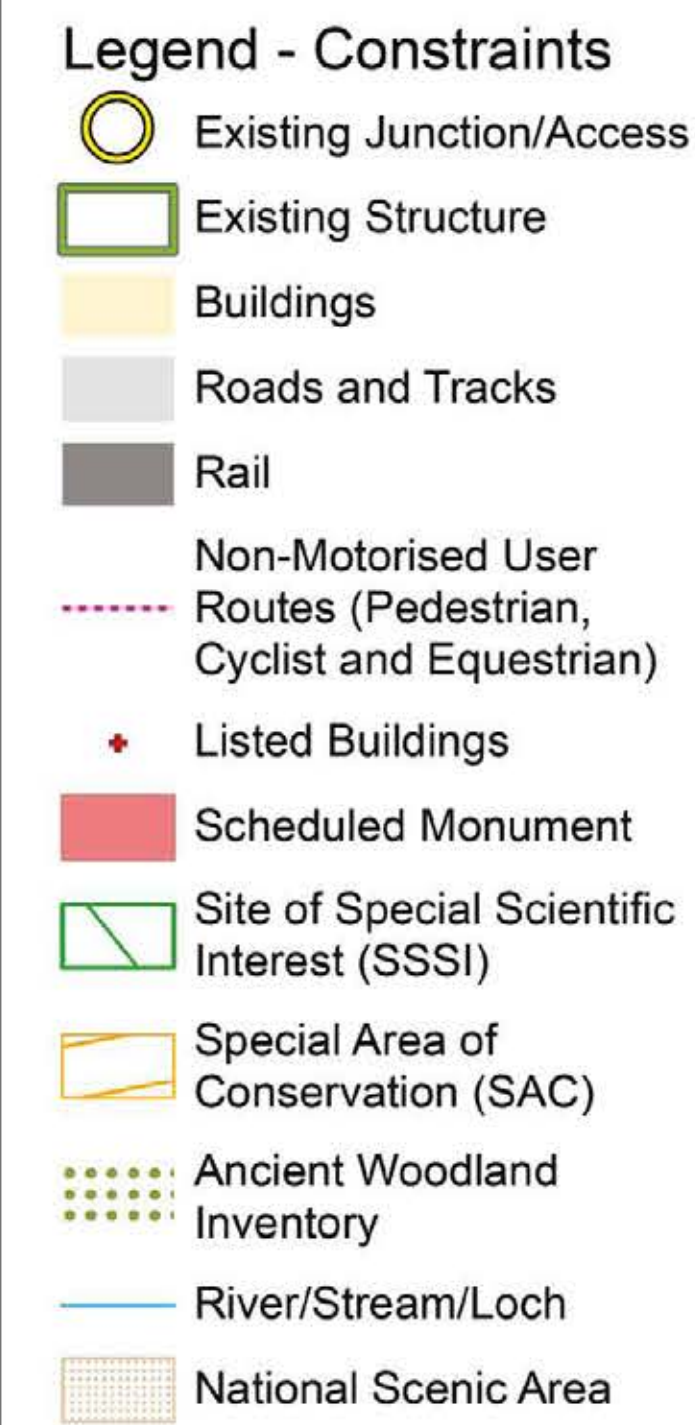 Legend - Constraints
Existing Junction/Access
Existing Structure
Buildings
Roads and Tracks
Rail
Non-Motorised User
Routes (Pedestrian,
Cyclist and Equestrian)
Listed Buildings
Scheduled Monument
Site of Special Scientific
Interest (SSSI)
Special Area of
Conservation (SAC)
Ancient Woodland
Inventory
River/Stream/Loch
National Scenic Area